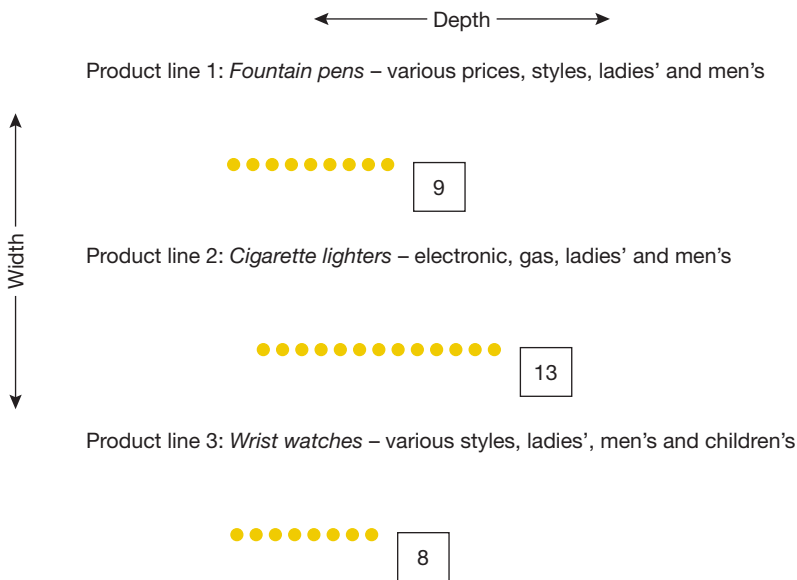 Depth
Product line 1: Fountain pens – various prices, styles, ladies’ and men’s
9
Width
Product line 2: Cigarette lighters – electronic, gas, ladies’ and men’s
13
Product line 3: Wrist watches – various styles, ladies’, men’s and children’s
8